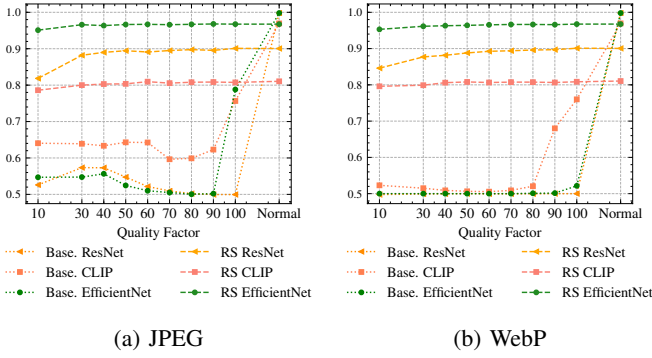 1.0
0.9
0.8
0.7
0.6
0.5
10 30 40 50 60 70 80 90 100 Normal
Quality Factor
Base. ResNet RS ResNet
Base. CLIP RS CLIP
Base. EfficientNet RS EfficientNet
(a) JPEG
1.0
0.9
0.8
0.7
0.6
0.5
10 30 40 50 60 70 80 90 100 Normal
Quality Factor
Base. ResNet RS ResNet
Base. CLIP RS CLIP
Base. EfficientNet RS EfficientNet
(b) WebP